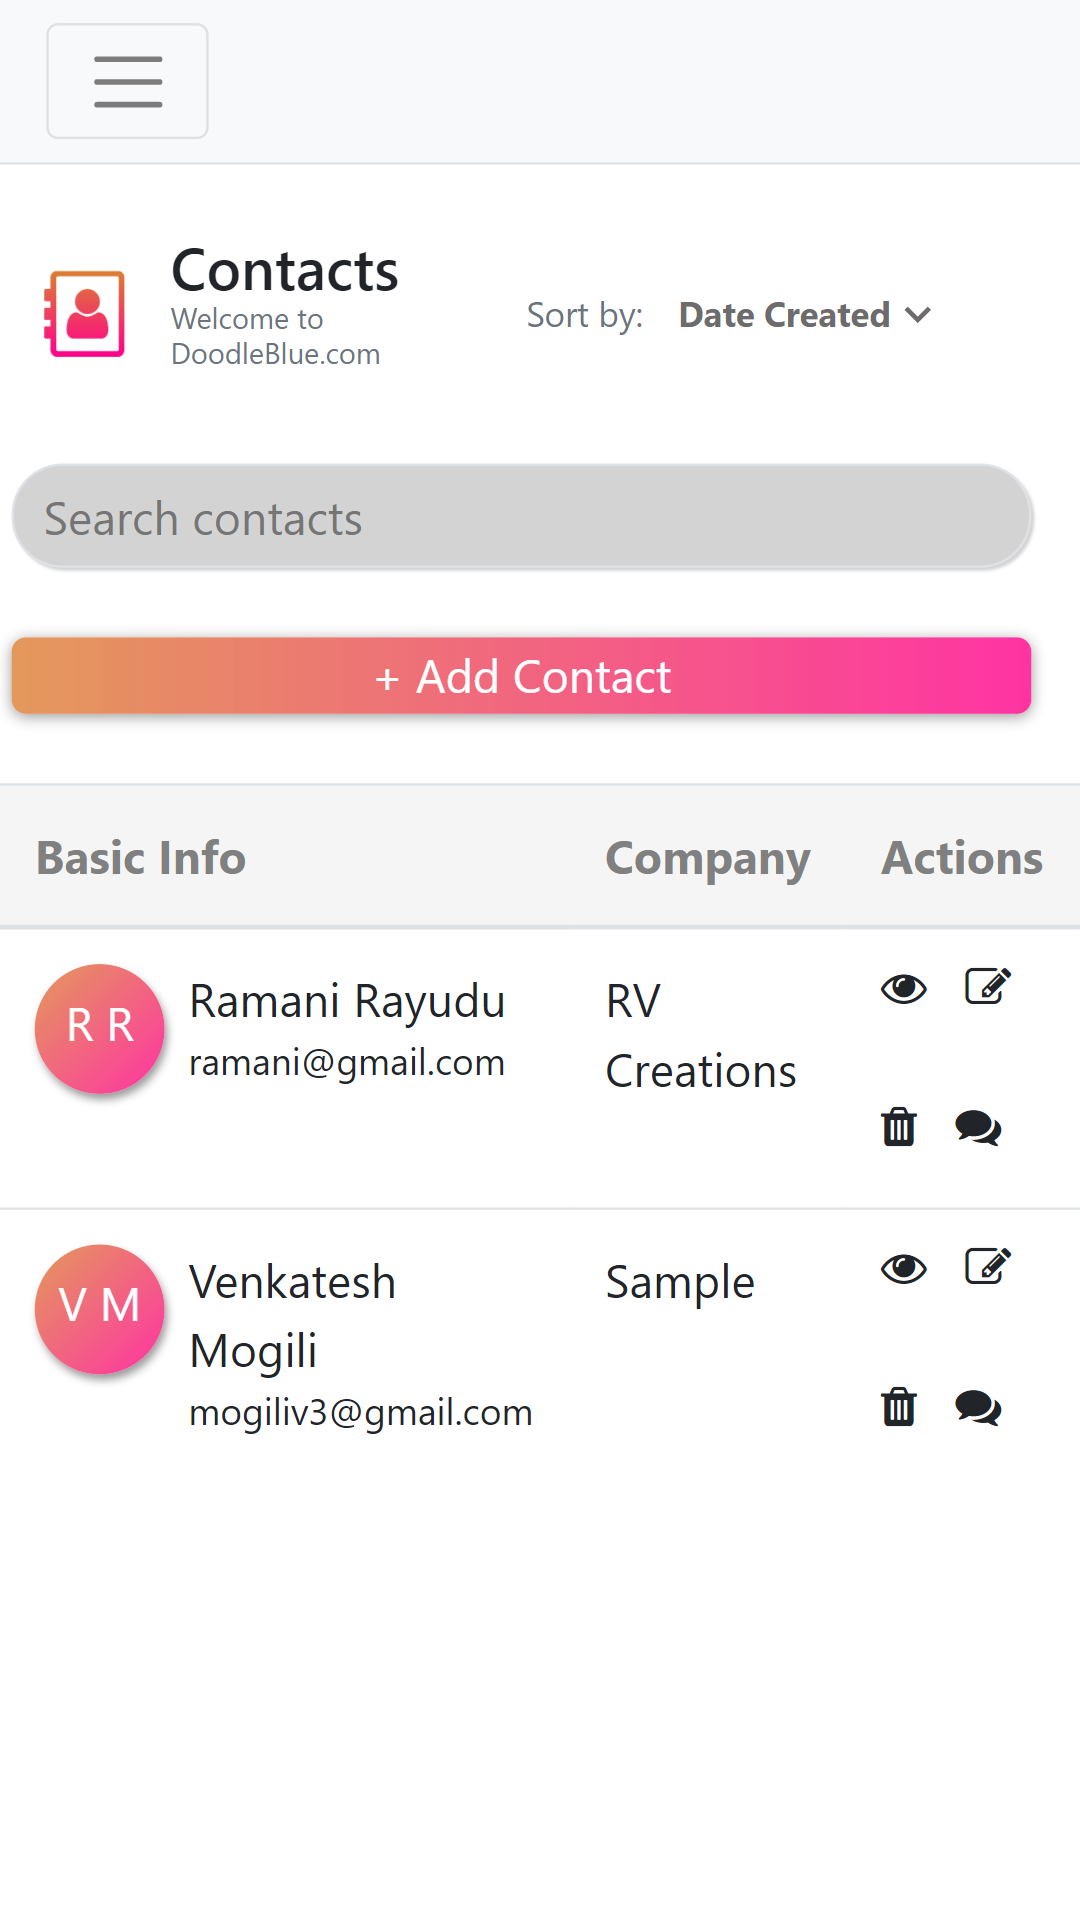 Contacts
Welcome to
DoodleBlue.com
Sort by: Date Created
Search contacts
+ Add Contact
Basic Info Company Actions
R R
Ramani Rayudu
ramani@gmail.com
RV
Creations
V M
Venkatesh
Mogili
mogiliv3@gmail.com
Sample